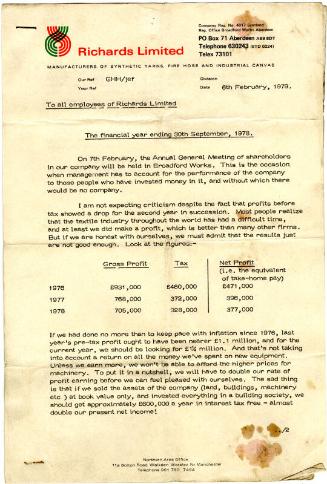 Company Reg. No. 4017 Scotland
Reg. Office Broadford Works Aberdeen
PO Box 71 Aberdeen AB9 8DT
Telephone 630243 (STD 0224)
Telex 73101
Richards Limited
MANUFACTURERS OF SYNTHETIC YARNS, FIRE HOSE AND INDUSTRIAL CANVAS
Our Ref GHM/jef Division
Your Ref Date 6th February, 1979.
To all employees of Richards Limited
The financial year ending 30th September, 1978.
On 7th February, the Annual General Meeting of shareholders
in our company will be held in Broadford Works. This is the occasion
when management has to account for the performance of the company
to those people who have invested money in it, and without which there
would be no company.
I am not expecting criticism despite the fact that profits before
tax showed a drop for the second year in succession. Most people realize
that the textile industry throughout the world has had a difficult time,
and at least we did make a profit, which is better than many other firms.
But if we are honest with ourselves, we must admit that the results just
are not good enough. Look at the figures:-
Gross Profit Tax Net Profit
(i.e. the equivalent
of take-home pay)
1976 £931,000 £460,000 £471,000
1977 768,000 372,000 396,000
1978 705,000 328,000 377,000
If we had done no more than to keep pace with inflation since 1976, last
year's pre-tax profit ought to have been nearer £1.1 million, and for the
current year, we should be looking for £1¼ million. And that's not taking
into account a return on all the money we've spent on new equipment.
Unless we earn more, we won't be able to afford the higher prices for
machinery. To put it in a nutshell, we will have to double our rate of
profit earning before we can feel pleased with ourselves. The sad thing
is that if we sold the assets of the company (land, buildings, machinery
etc.) at book value only, and invested everything in a building society, we
should get approximately £600,000 a year in interest tax free - almost
double our present net income!
/2
Northern Area Office
11a Bolton Road Walkden Worsley Nr Manchester
Telephone 061 790